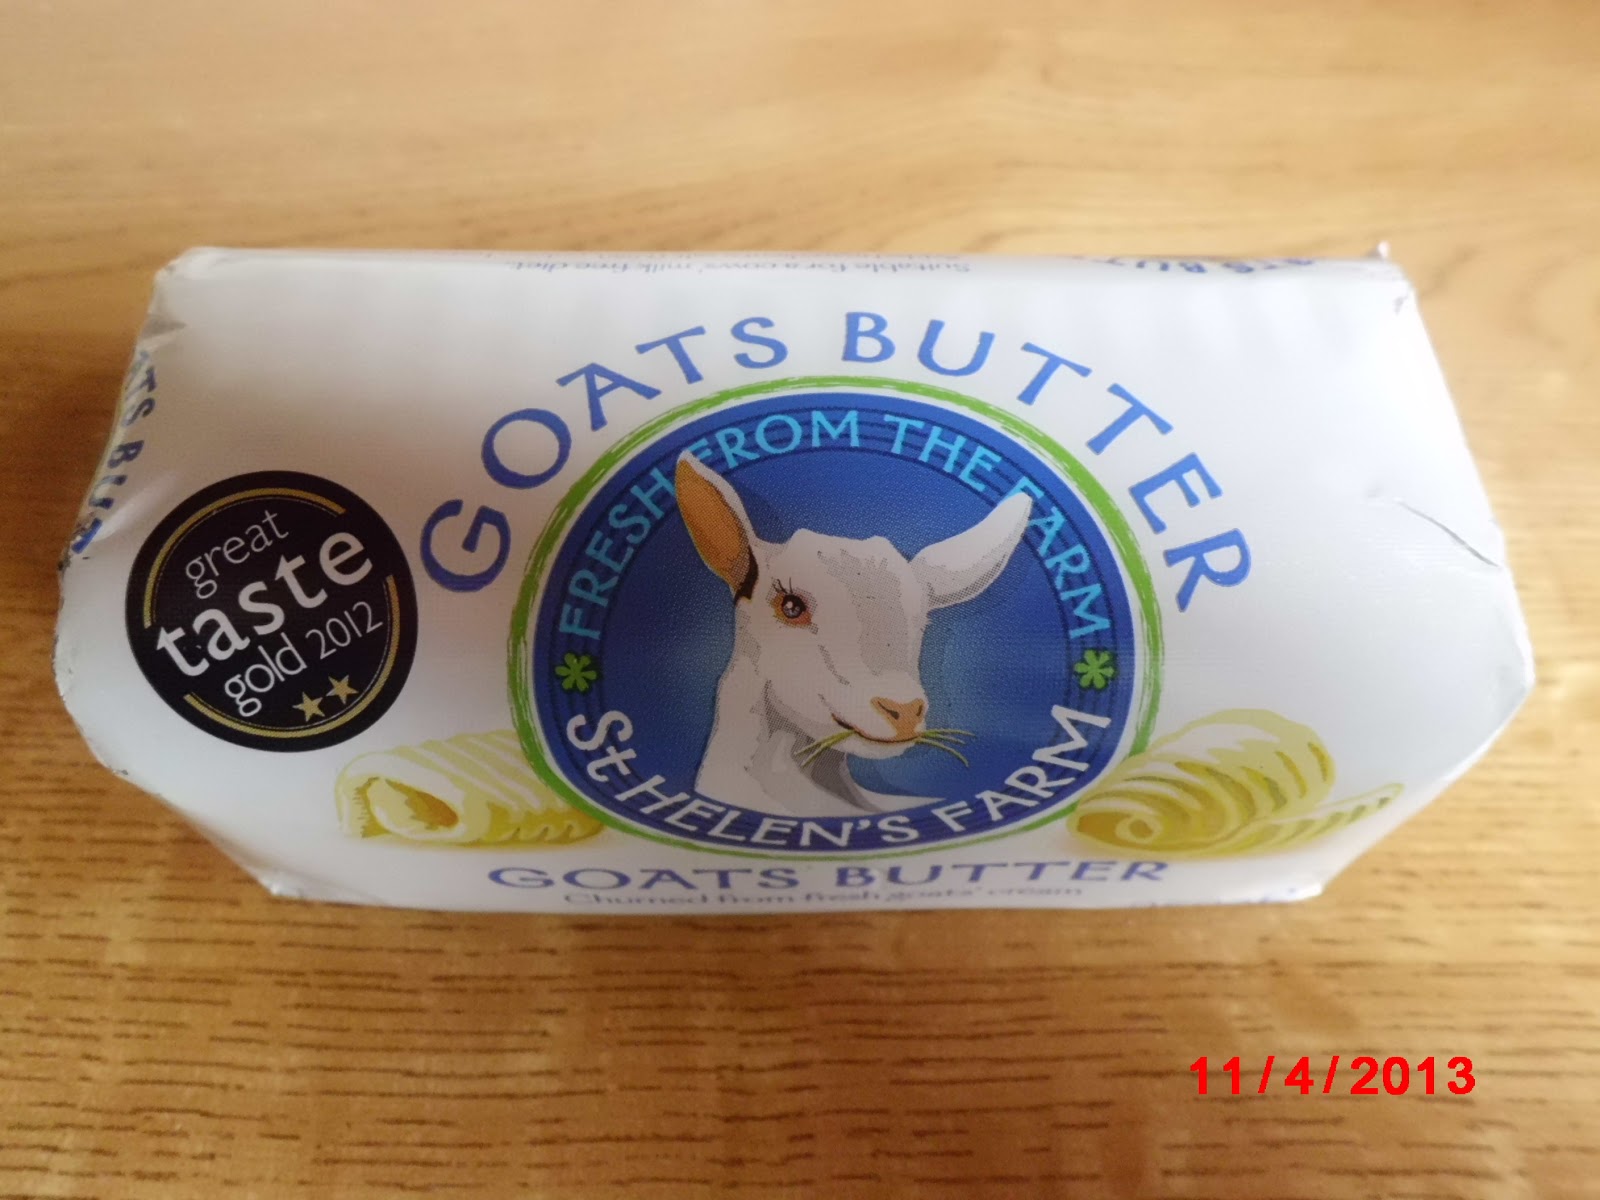 Suitable for a cows' milk free diet.
GOATS BUTTER
FRESH FROM THE FARM
St HELEN'S FARM
great
taste
gold 2012
GOATS BUTTER
Churned from fresh goats' cream
11/4/2013